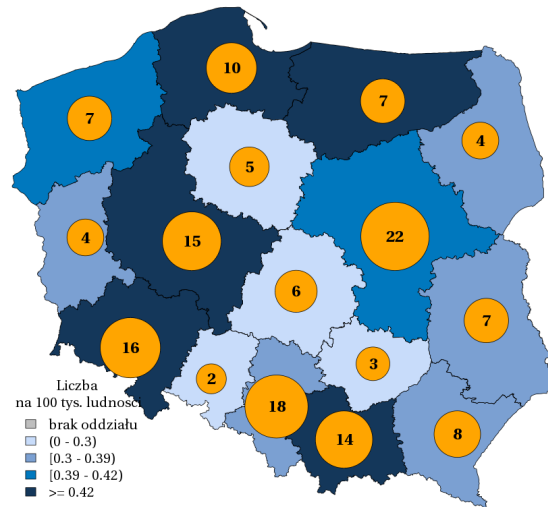 10
7
7
4
5
4
15
22
6
7
16
3
2
18
14
8
Liczba
na 100 tys. ludności
brak oddziału
(0 - 0.3)
[0.3 - 0.39)
[0.39 - 0.42)
>= 0.42